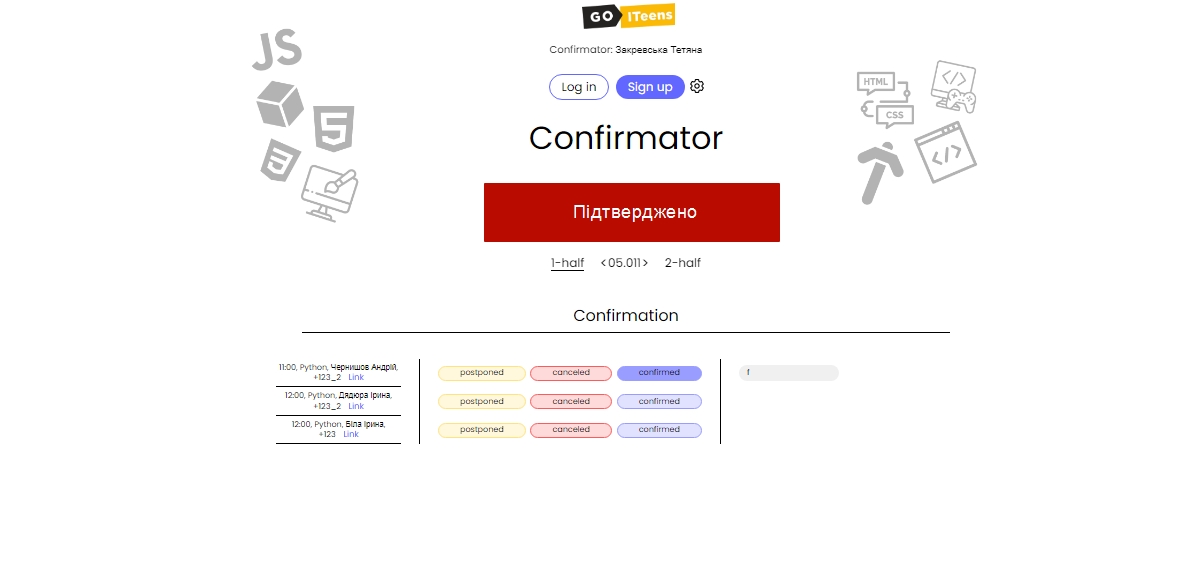 GO ITeens
Confirmator: Закревська Тетяна
JS
HTML
CSS
Log in Sign up
Confirmator
Підтверджено
1-half <05.011> 2-half
Confirmation
11:00, Python, Чернишов Андрій,
+123_2 Link
postponed canceled confirmed
f
12:00, Python, Дядюра Ірина,
+123_2 Link
postponed canceled confirmed
12:00, Python, Біла Ірина,
+123 Link
postponed canceled confirmed